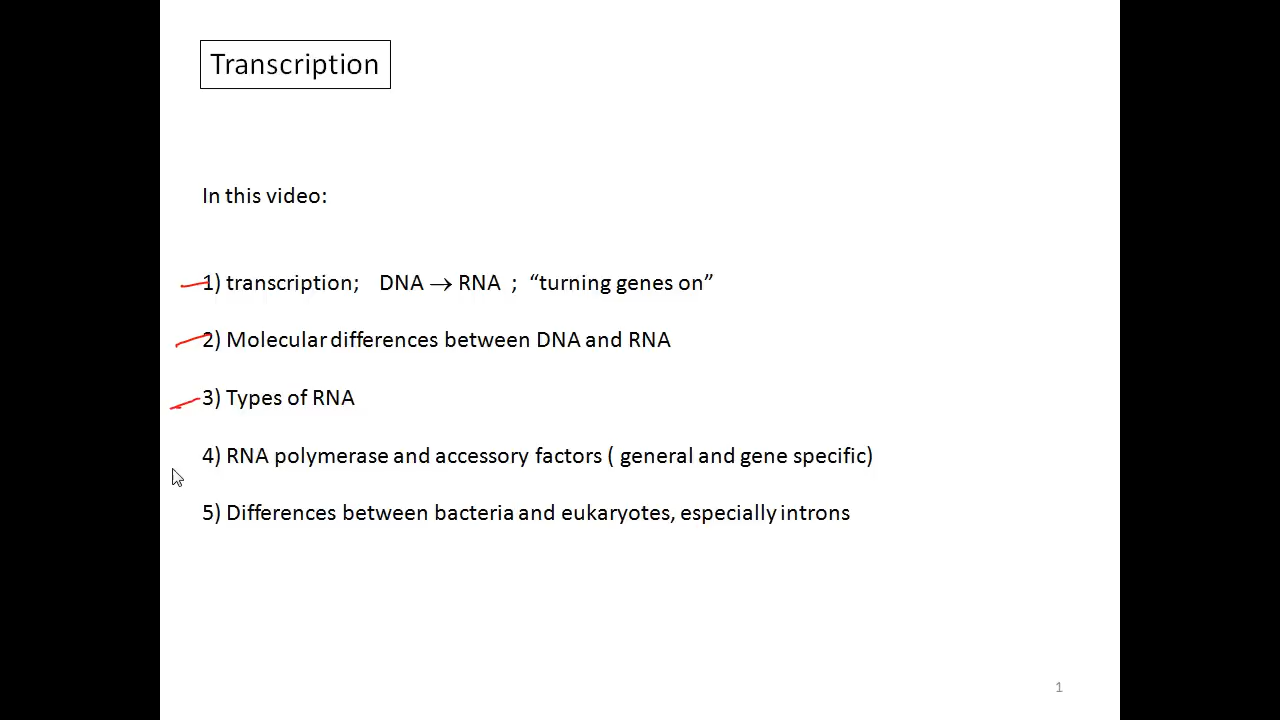 Transcription
In this video:
1) transcription; DNA → RNA ; “turning genes on”
2) Molecular differences between DNA and RNA
3) Types of RNA
4) RNA polymerase and accessory factors ( general and gene specific)
5) Differences between bacteria and eukaryotes, especially introns
1